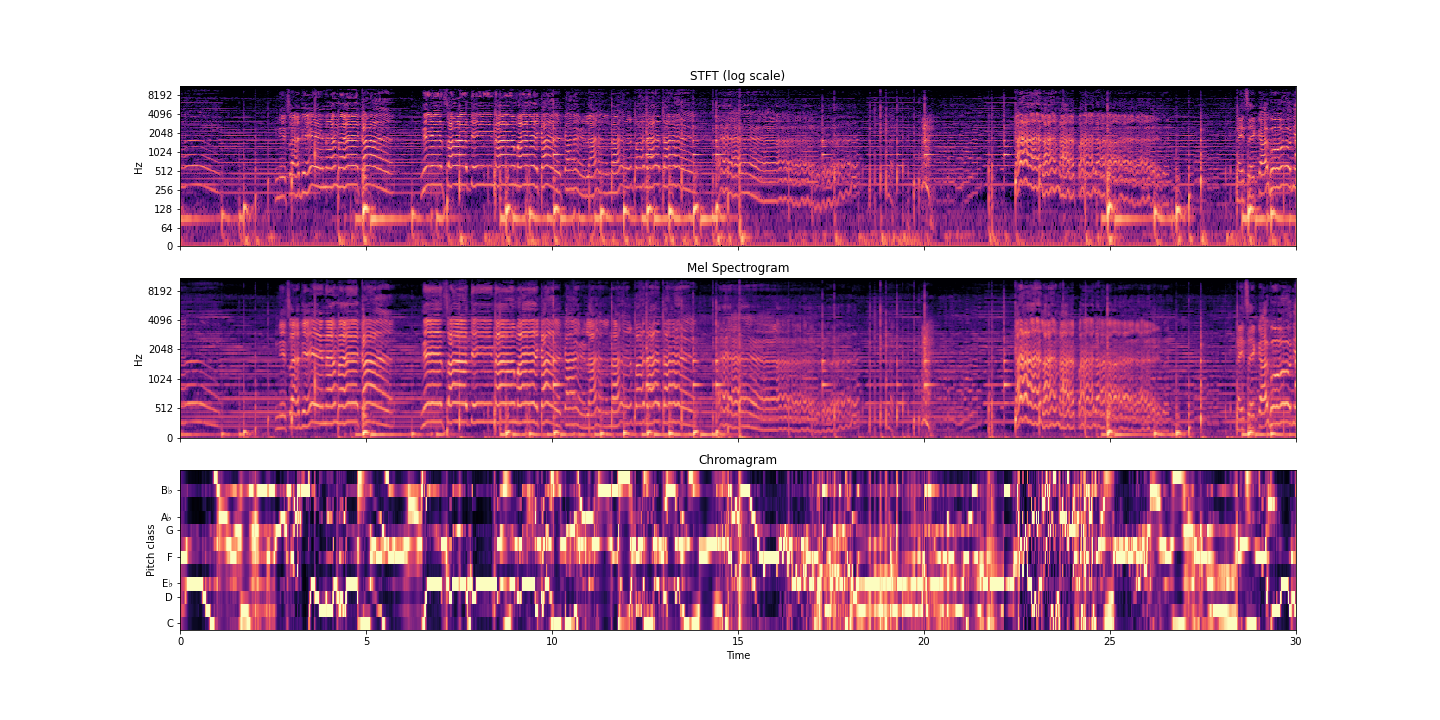 STFT (log scale)
8192
4096
2048
1024
512
256
128
64
0
Hz
Mel Spectrogram
8192
4096
2048
1024
512
0
Hz
Chromagram
B♭
A♭
G
F
E♭
D
C
Pitch class
0 5 10 15 20 25 30
Time